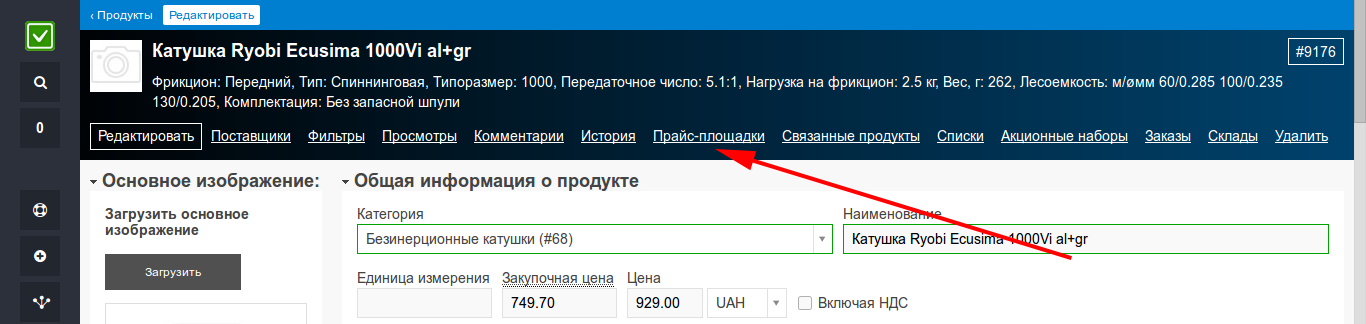 ‹ Продукты Редактировать
Катушка Ryobi Ecusima 1000Vi al+gr
#9176
Фрикцион: Передний, Тип: Спиннинговая, Типоразмер: 1000, Передаточное число: 5.1:1, Нагрузка на фрикцион: 2.5 кг, Вес, г: 262, Лесоемкость: м/øмм 60/0.285 100/0.235
130/0.205, Комплектация: Без запасной шпули
0
Редактировать Поставщики Фильтры Просмотры Комментарии История Прайс-площадки Связанные продукты Списки Акционные наборы Заказы Склады Удалить
Основное изображение:
Загрузить основное
изображение
Загрузить
Общая информация о продукте
Категория Наименование
Безинерционные катушки (#68) Катушка Ryobi Ecusima 1000Vi al+gr
Единица измерения Закупочная цена Цена
749.70 929.00 UAH Включая НДС